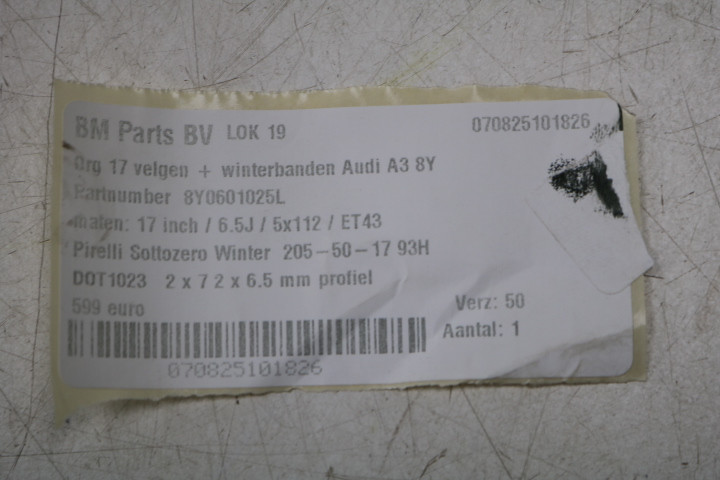 BM Parts BV LOK 19 070825101826
Org 17 velgen + winterbanden Audi A3 8Y
Partnumber 8Y0601025L
maten: 17 inch / 6.5J / 5x112 / ET43
Pirelli Sottozero Winter 205-50-17 93H
DOT1023 2 x 7 2 x 6.5 mm profiel
599 euro
Verz: 50
Aantal: 1
070825101826